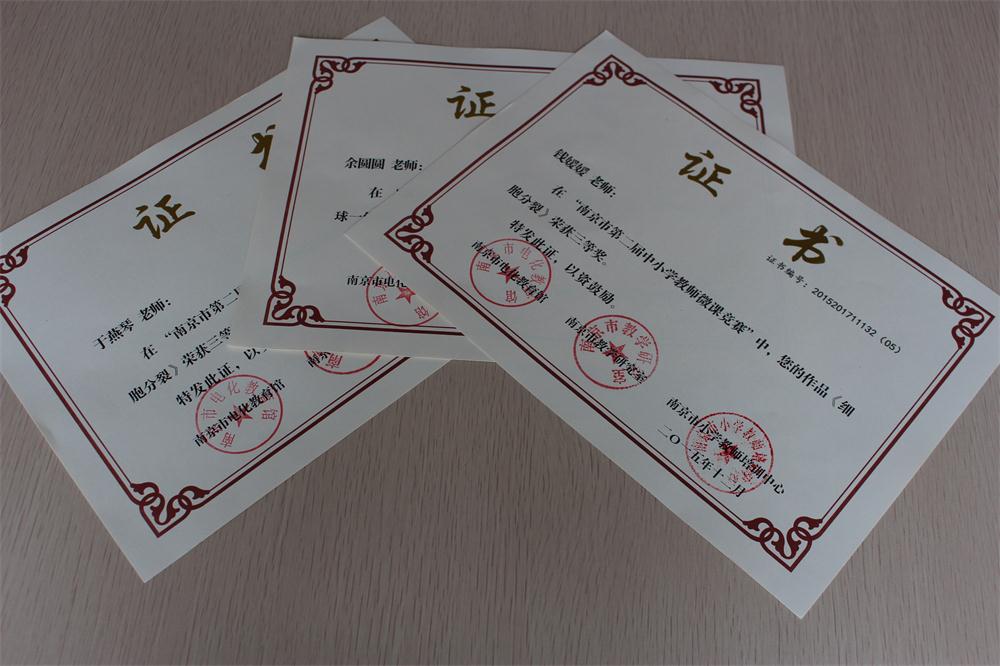 证
于燕琴 老师：
在 “南京市第二
胞分裂》荣获三等
特发此证，以
南京市电化教育馆
证
余圆圆 老师：
在
球一
南京市电化
证 书
证书编号：201520171113​2（05）
钱媛媛 老师：
在 “南京市第二届中小学教师微课竞赛”中，您的作品《细
胞分裂》荣获三等奖。
特发此证，以资鼓励。
南京市电化教育馆
南京市教学研究室
南京市小学教师培训中心
二〇一五年十二月